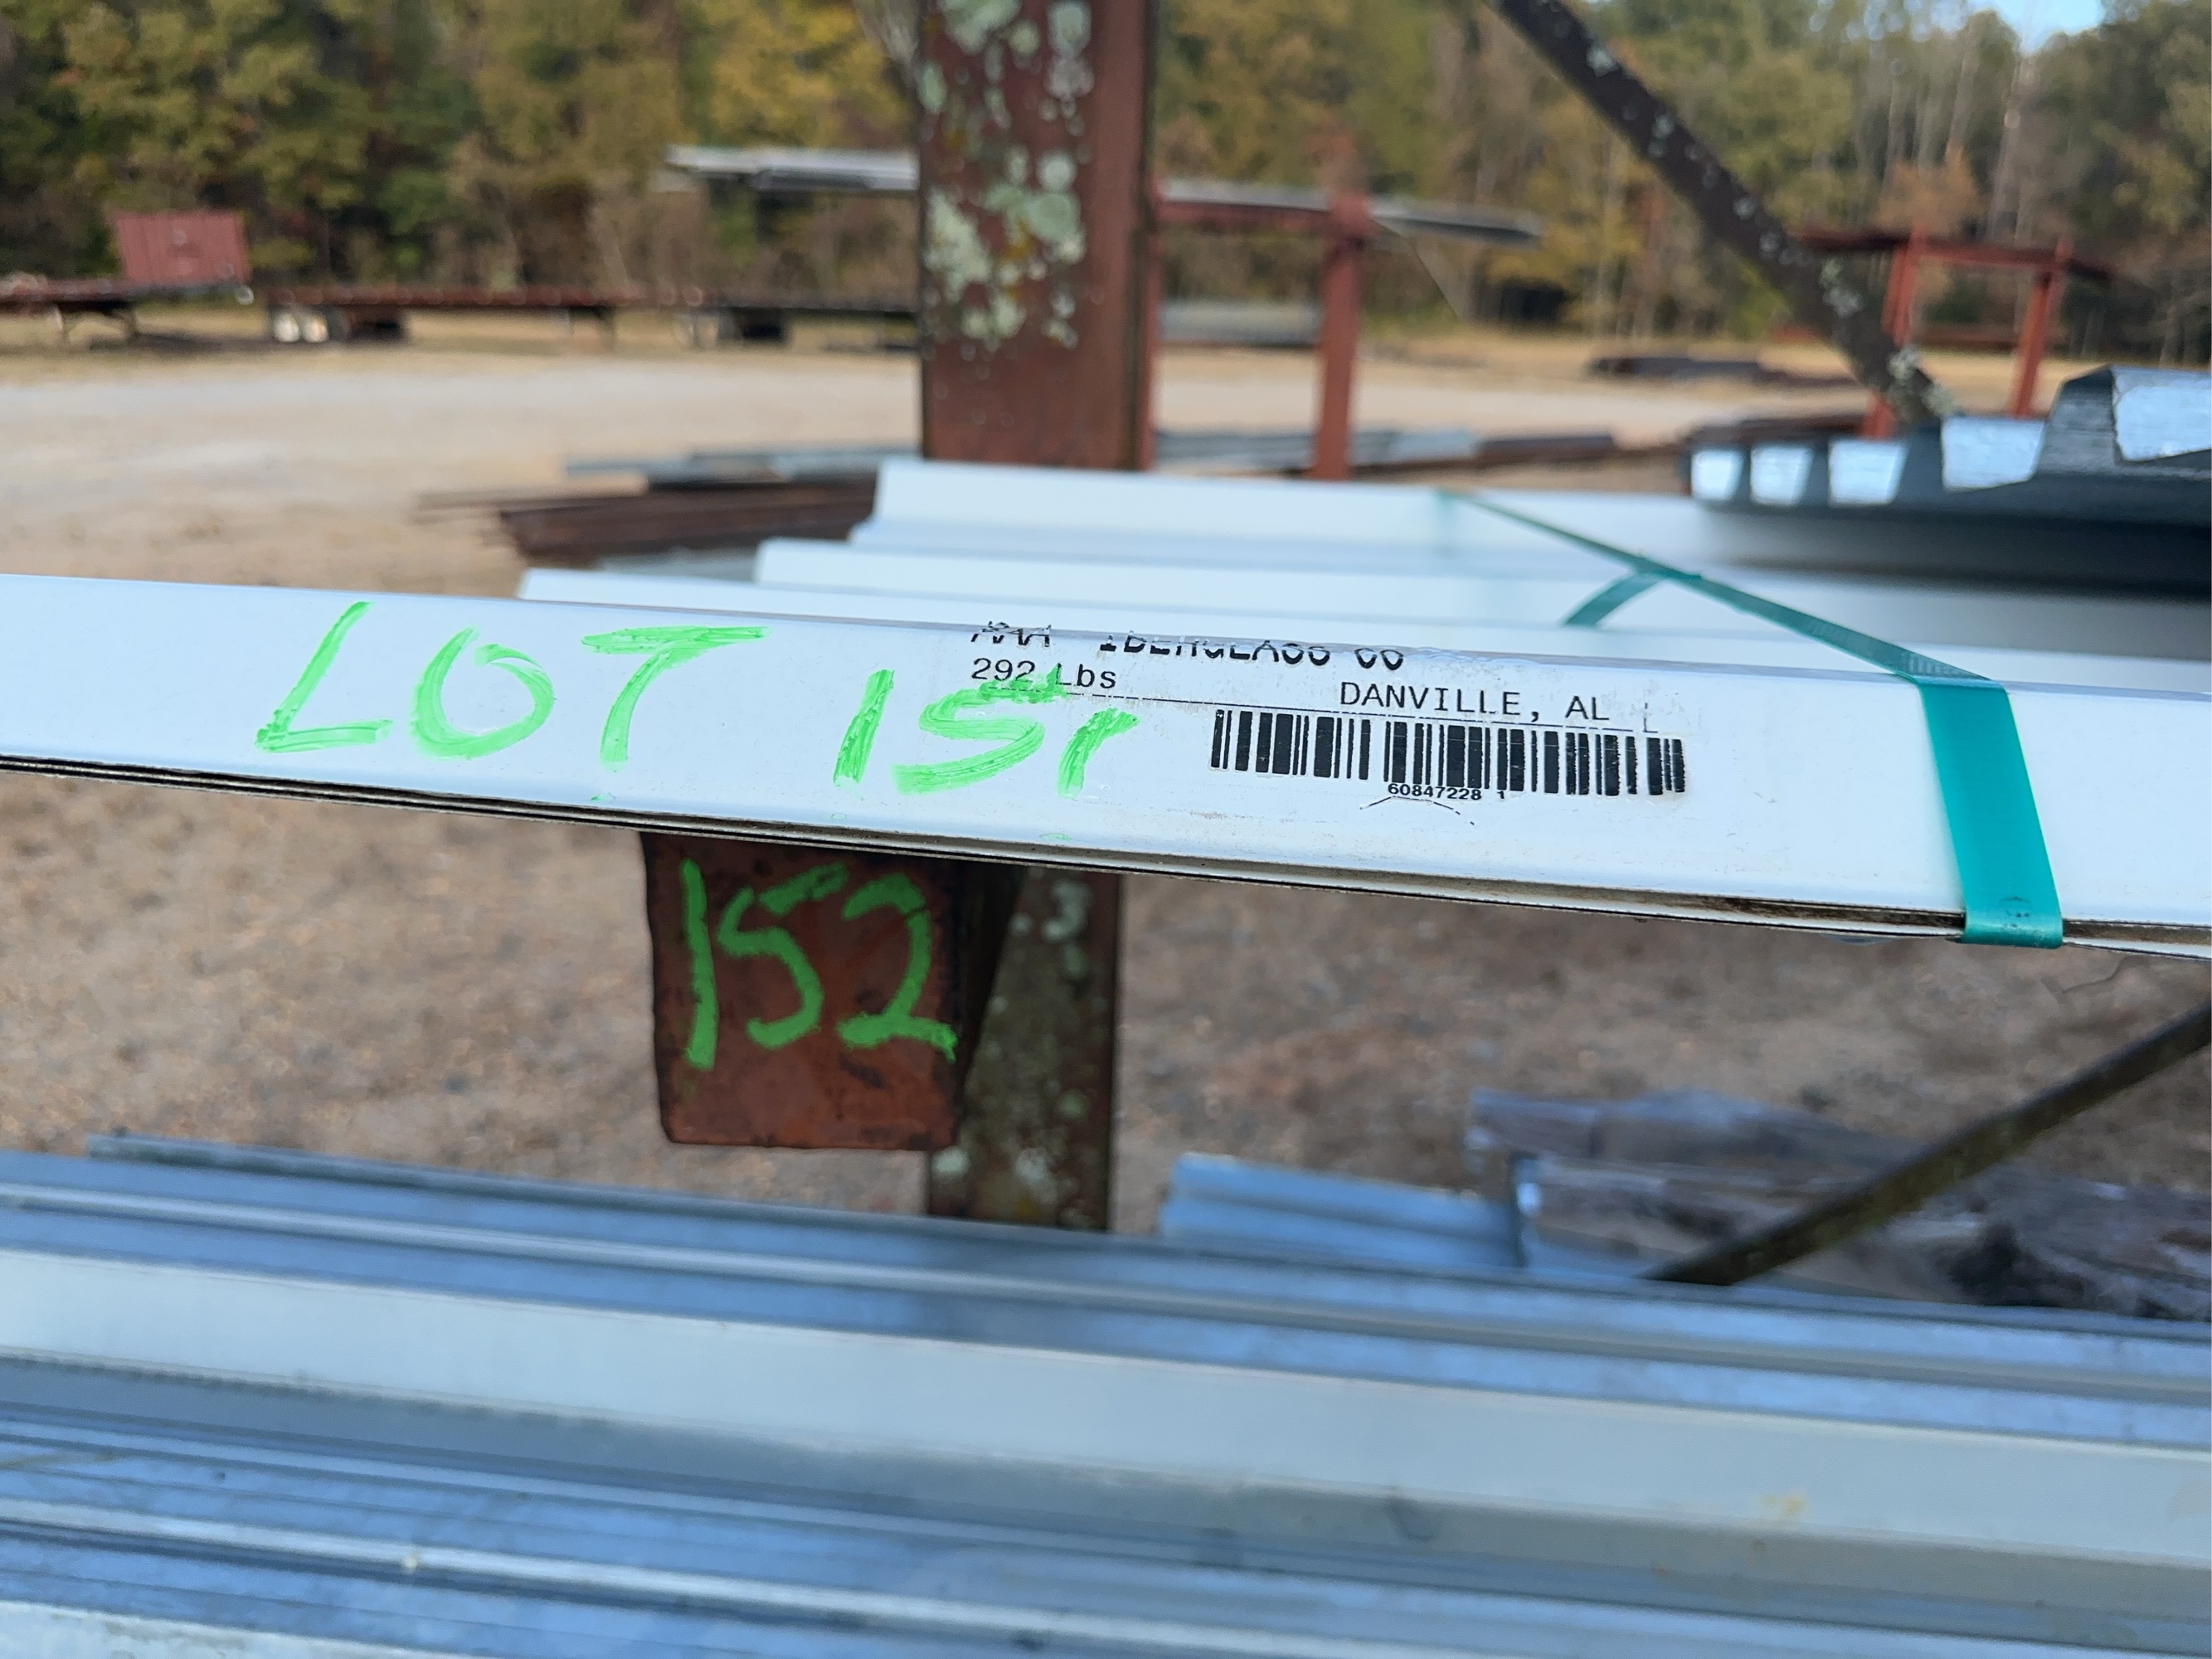 LOT 151
292 Lbs
DANVILLE, AL
60847228 1
152